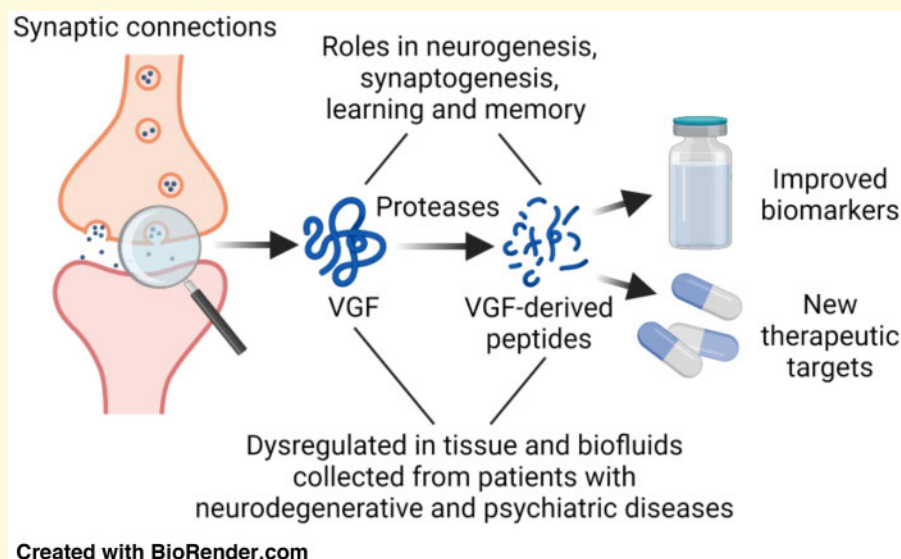 Synaptic connections
Roles in neurogenesis,
synaptogenesis,
learning and memory
Proteases
VGF
VGF-derived
peptides
Improved
biomarkers
New
therapeutic
targets
Dysregulated in tissue and biofluids
collected from patients with
neurodegenerative and psychiatric diseases
Created with BioRender.com